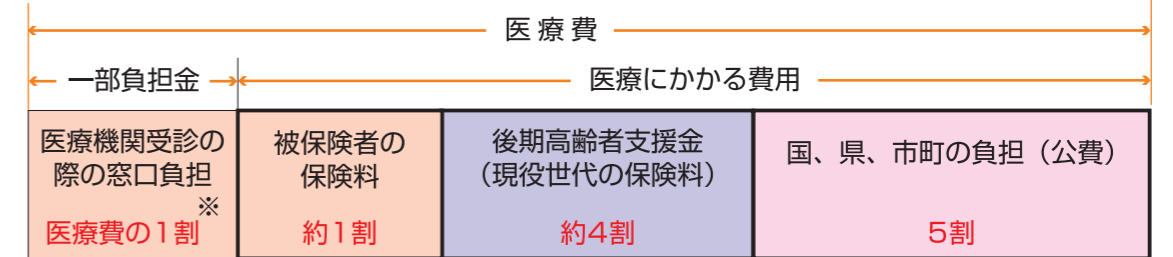 医療費
一部負担金
医療にかかる費用
医療機関受診の
際の窓口負担
※
医療費の1割
被保険者の
保険料
約1割
後期高齢者支援金
（現役世代の保険料）
約4割
国、県、市町の負担（公費）
5割